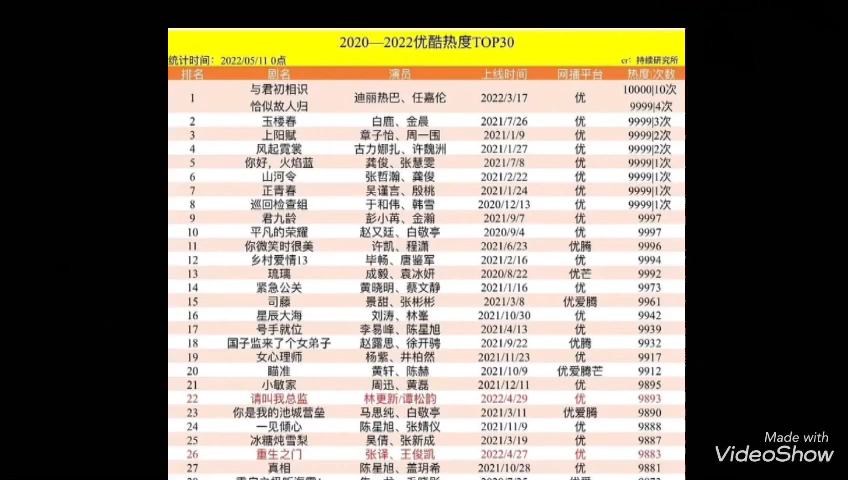 2020—2022优酷热度TOP30
统计时间：2022/05/11 0点 cr：持续研究所
排名 剧名 演员 上线时间 网播平台 热度|次数
1 与君初相识 恰似故人归 迪丽热巴、任嘉伦 2022/3/17 优 10000|10次 9999|4次
2 玉楼春 白鹿、金晨 2021/7/26 优 9999|3次
3 上阳赋 章子怡、周一围 2021/1/9 优 9999|2次
4 风起霓裳 古力娜扎、许魏洲 2021/1/27 优 9999|2次
5 你好，火焰蓝 龚俊、张慧雯 2021/7/8 优 9999|1次
6 山河令 张哲瀚、龚俊 2021/2/22 优 9999|1次
7 正青春 吴谨言、殷桃 2021/1/24 优 9999|1次
8 巡回检查组 于和伟、韩雪 2020/12/13 优 9999|1次
9 君九龄 彭小苒、金瀚 2021/9/7 优 9997
10 平凡的荣耀 赵又廷、白敬亭 2020/9/4 优 9997
11 你微笑时很美 许凯、程潇 2021/6/23 优腾 9996
12 乡村爱情13 毕畅、唐鉴军 2021/2/16 优 9994
13 琉璃 成毅、袁冰妍 2020/8/22 优芒 9992
14 紧急公关 黄晓明、蔡文静 2021/1/16 优 9973
15 司藤 景甜、张彬彬 2021/3/8 优爱腾 9961
16 星辰大海 刘涛、林峯 2021/10/30 优 9942
17 号手就位 李易峰、陈星旭 2021/4/13 优 9939
18 国子监来了个女弟子 赵露思、徐开骋 2021/9/22 优腾 9932
19 女心理师 杨紫、井柏然 2021/11/23 优 9917
20 瞄准 黄轩、陈赫 2021/10/9 优爱腾芒 9912
21 小敏家 周迅、黄磊 2021/12/11 优 9895
22 请叫我总监 林更新/谭松韵 2022/4/29 优 9893
23 你是我的池城营垒 马思纯、白敬亭 2021/3/11 优爱腾 9890
24 一见倾心 陈星旭、张婧仪 2021/11/9 优 9888
25 冰糖炖雪梨 吴倩、张新成 2021/3/19 优 9887
26 重生之门 张译、王俊凯 2022/4/27 优 9883
27 真相 陈星旭、盖玥希 2021/10/28 优 9881
Made with
VideoShow